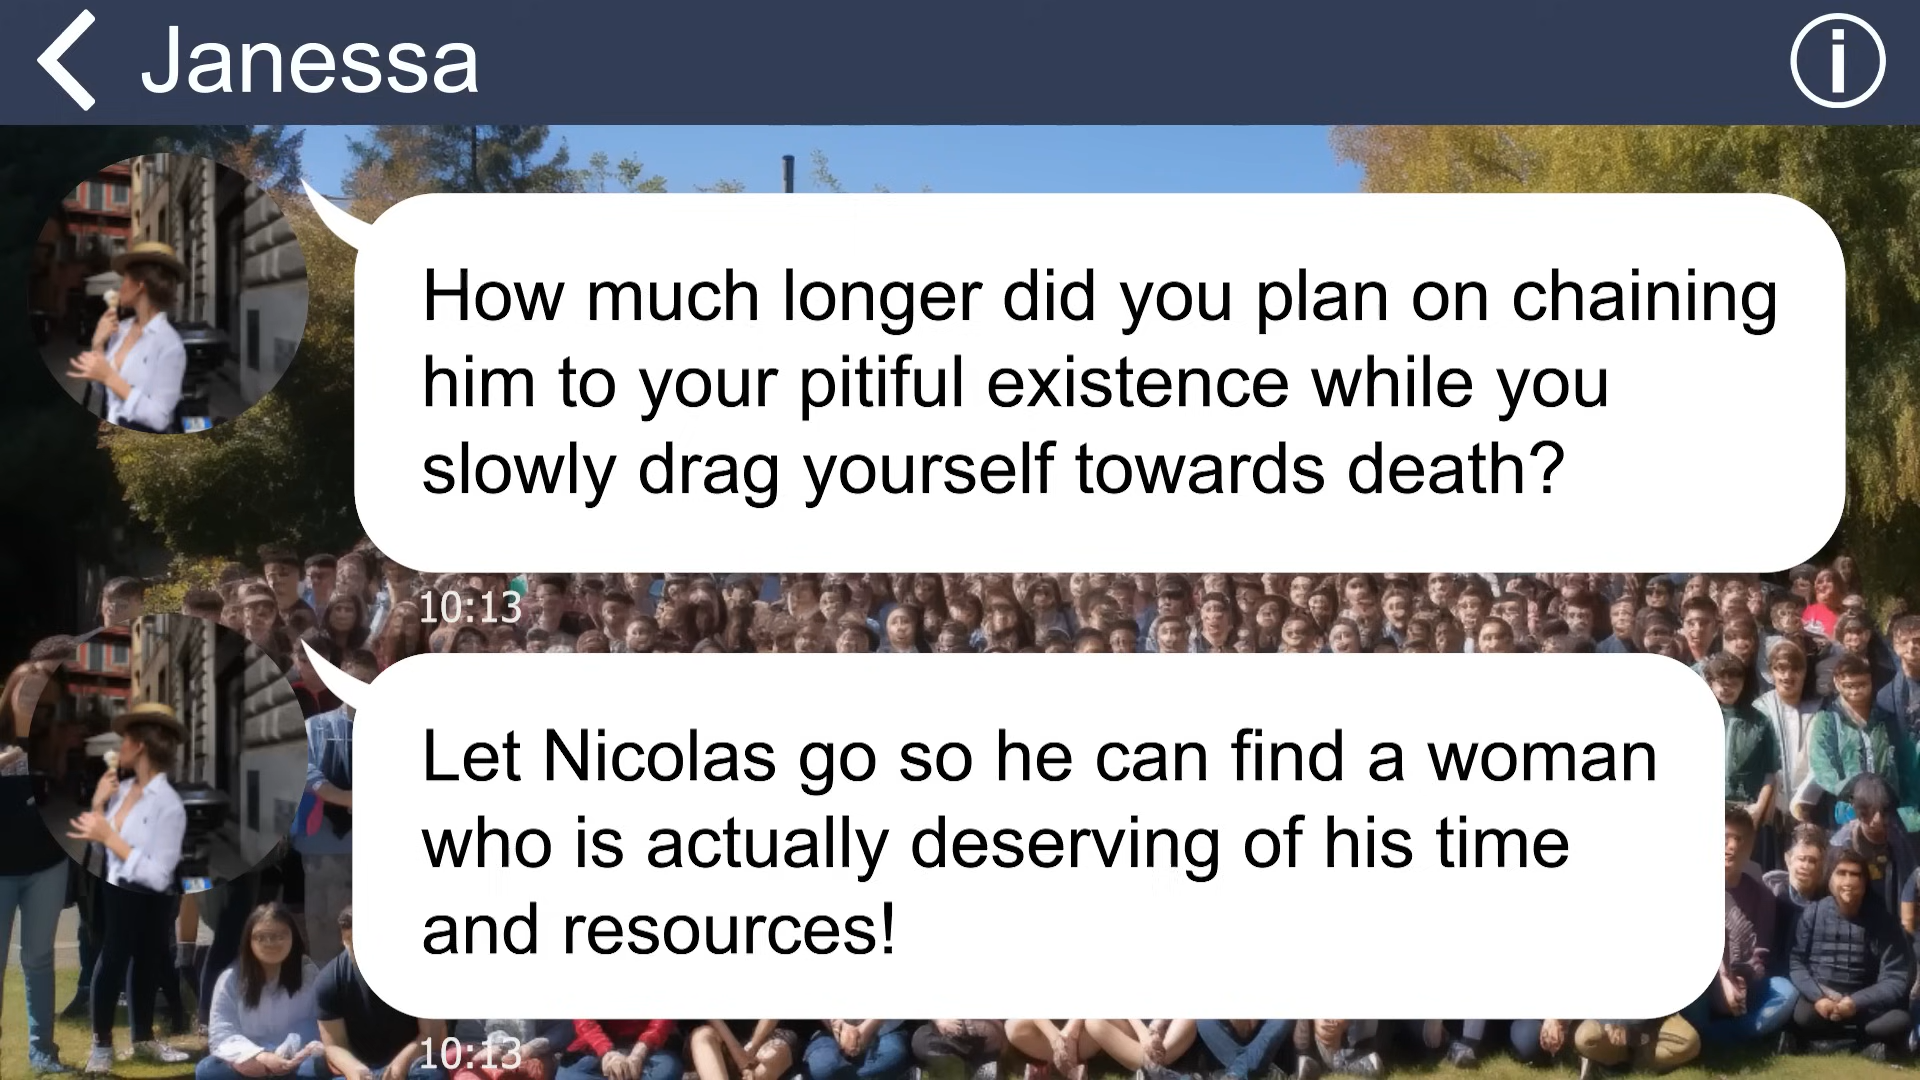 Janessa
How much longer did you plan on chaining
him to your pitiful existence while you
slowly drag yourself towards death?
10:13
Let Nicolas go so he can find a woman
who is actually deserving of his time
and resources!
10:13